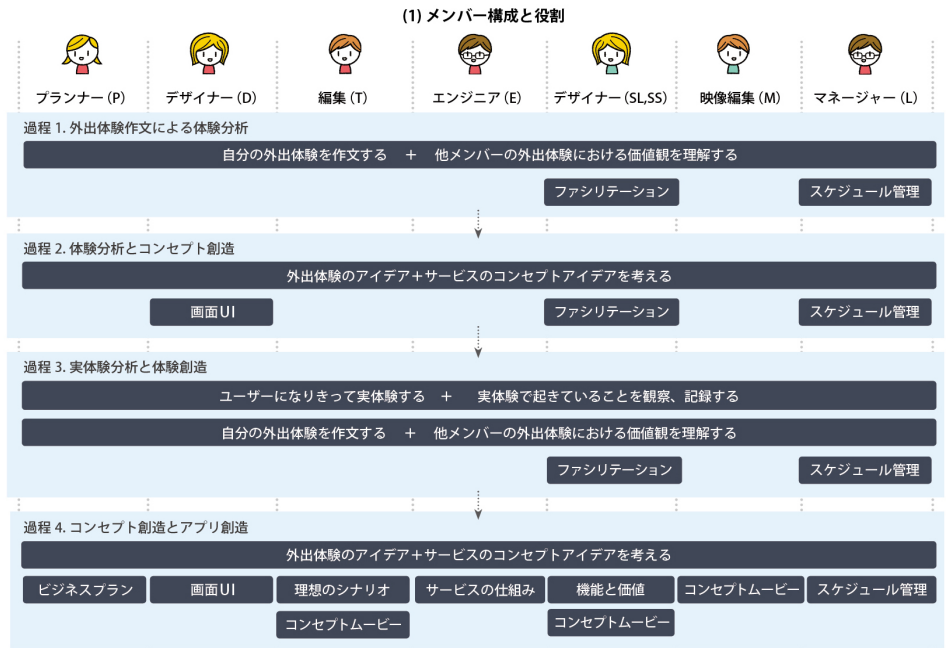 (1) メンバー構成と役割
プランナー（P）
デザイナー（D）
編集（T）
エンジニア（E）
デザイナー（SL,SS）
映像編集（M）
マネージャー（L）
過程 1. 外出体験作文による体験分析
自分の外出体験を作文する　＋　他メンバーの外出体験における価値観を理解する
ファシリテーション
スケジュール管理
過程 2. 体験分析とコンセプト創造
外出体験のアイデア＋サービスのコンセプトアイデアを考える
画面UI
ファシリテーション
スケジュール管理
過程 3. 実体験分析と体験創造
ユーザーになりきって実体験する　＋　実体験で起きていることを観察、記録する
自分の外出体験を作文する　＋　他メンバーの外出体験における価値観を理解する
ファシリテーション
スケジュール管理
過程 4. コンセプト創造とアプリ創造
外出体験のアイデア＋サービスのコンセプトアイデアを考える
ビジネスプラン
画面UI
理想のシナリオ
サービスの仕組み
機能と価値
コンセプトムービー
スケジュール管理
コンセプトムービー
コンセプトムービー